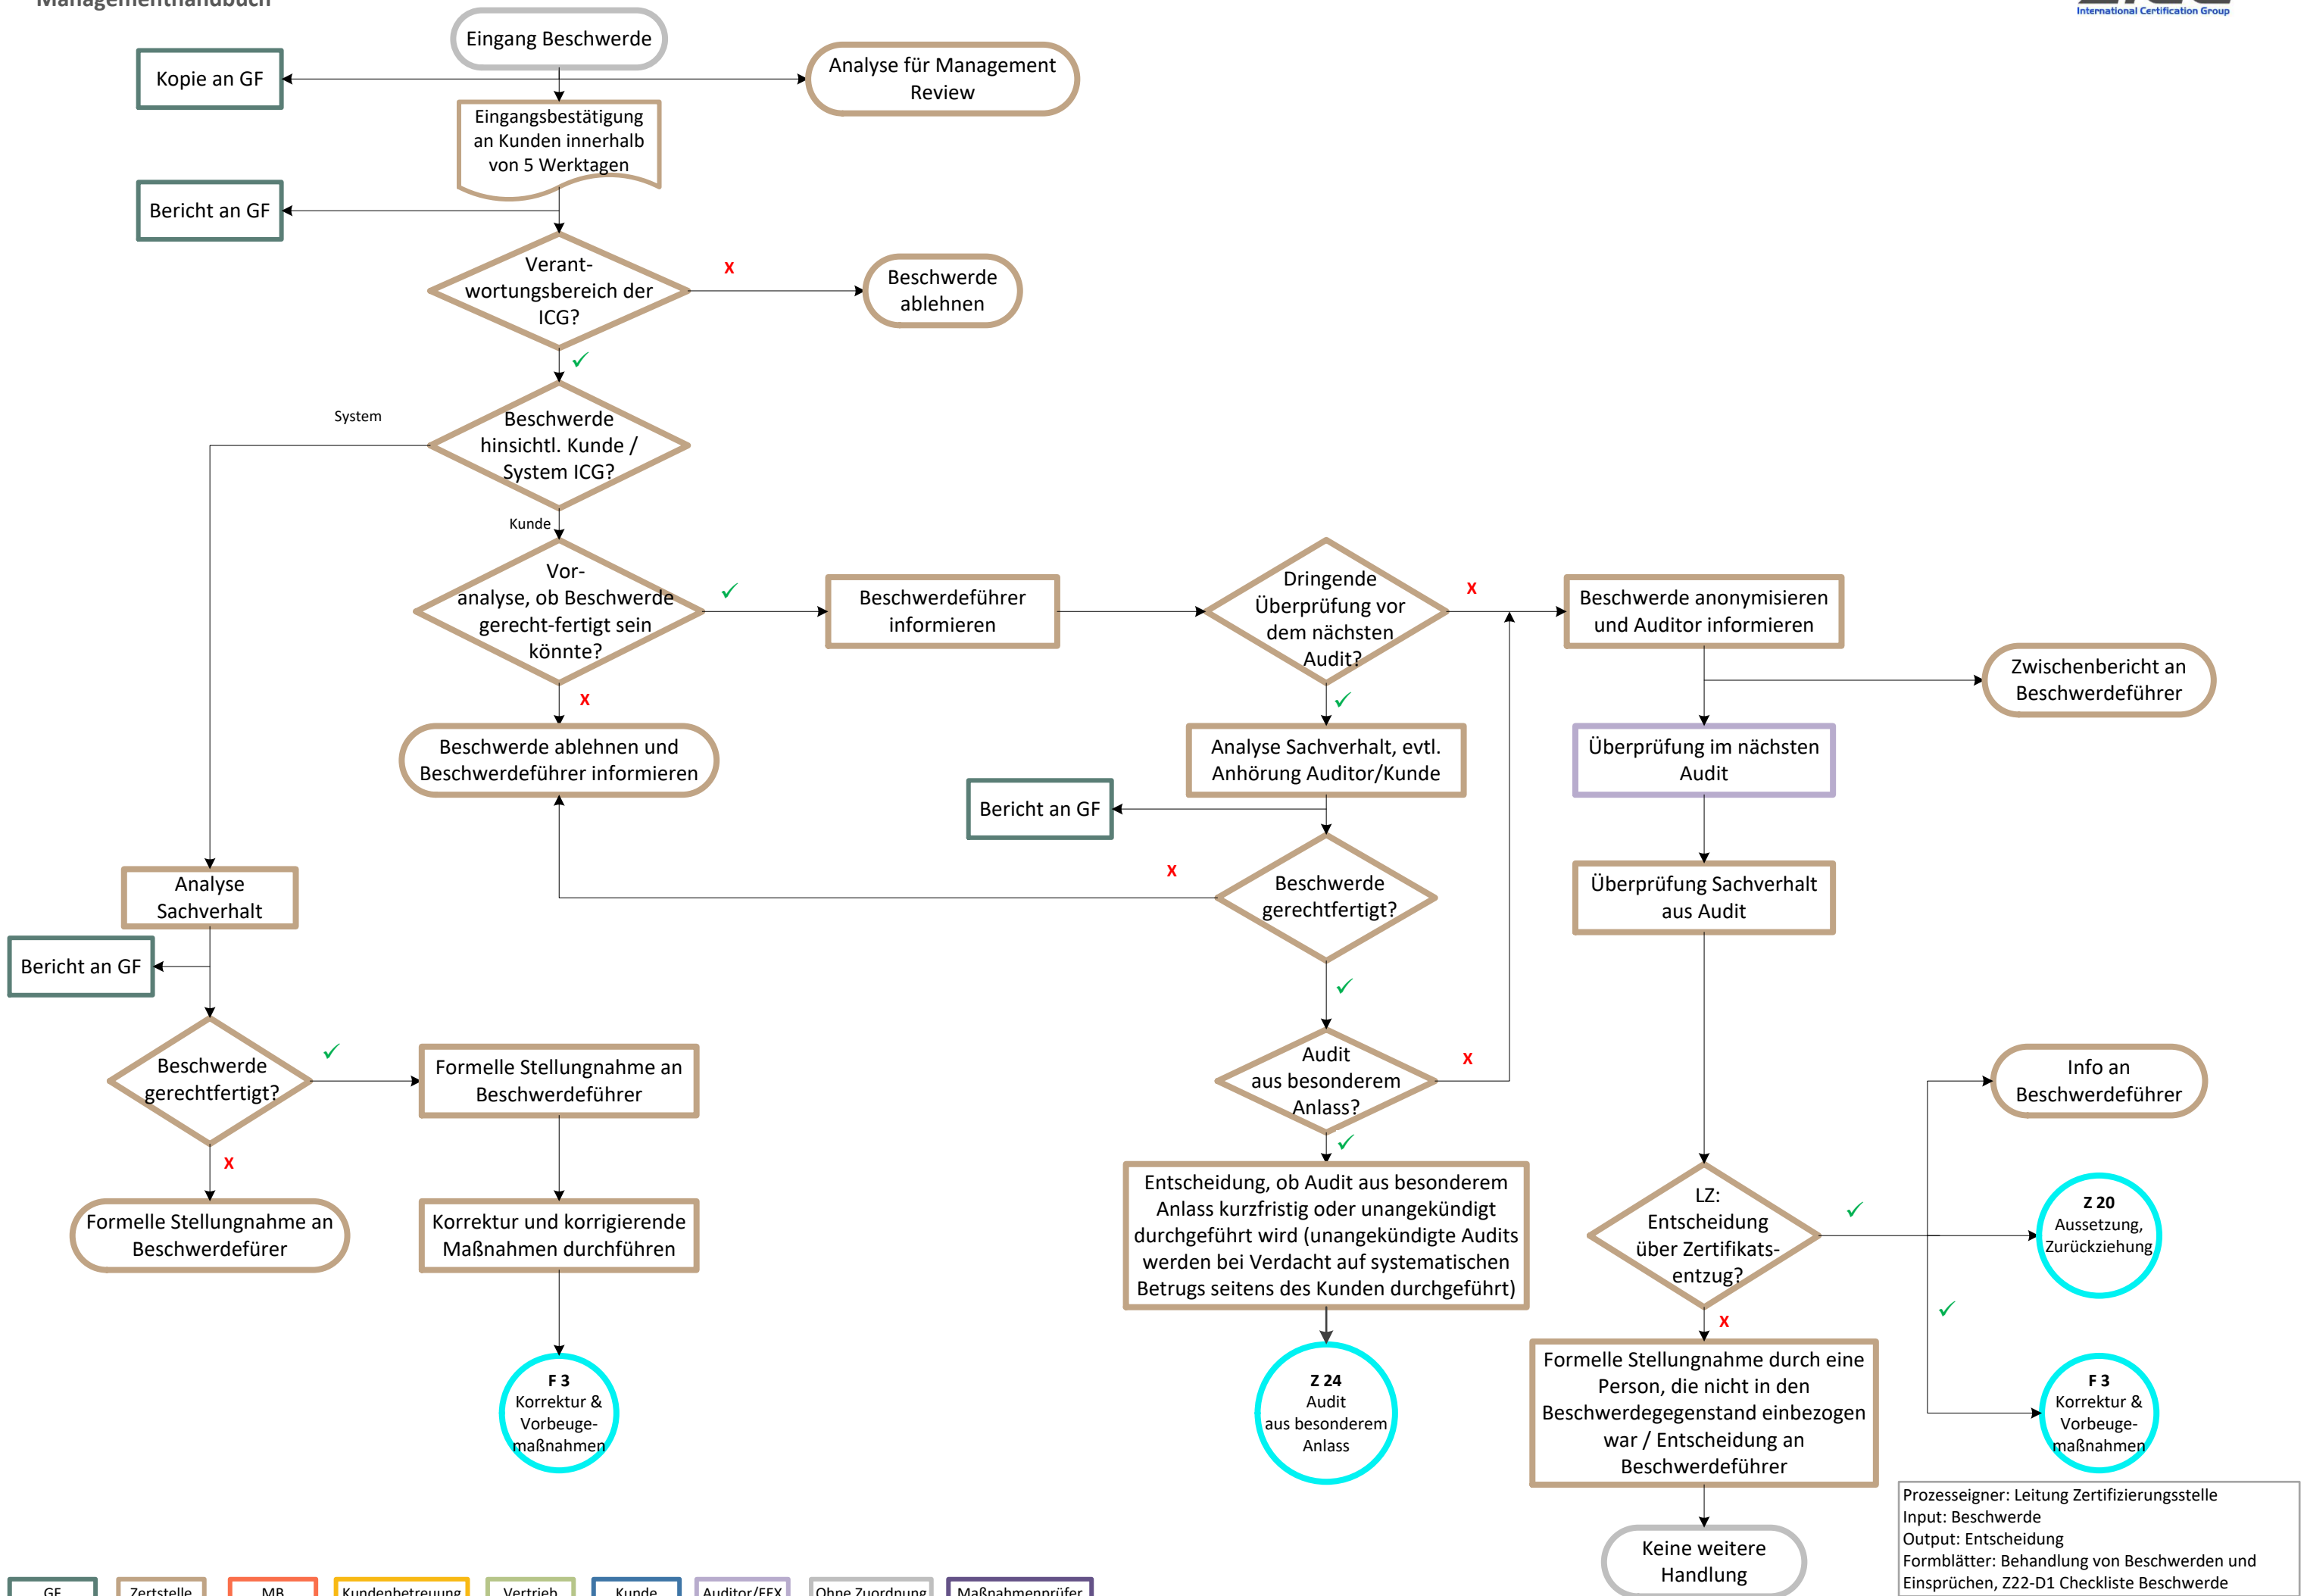 Managementhandbuch
International Certification Group
Eingang Beschwerde
Kopie an GF
Analyse für Management
Review
Eingangsbestätigung
an Kunden innerhalb
von 5 Werktagen
Bericht an GF
Verant-
wortungsbereich der
ICG?
X
Beschwerde
ablehnen
✓
System
Beschwerde
hinsichtl. Kunde /
System ICG?
Kunde
Vor-
analyse, ob Beschwerde
gerecht-fertigt sein
könnte?
✓
X
Beschwerdeführer
informieren
Dringende
Überprüfung vor
dem nächsten
Audit?
X
✓
Beschwerde anonymisieren
und Auditor informieren
Zwischenbericht an
Beschwerdeführer
Beschwerde ablehnen und
Beschwerdeführer informieren
Analyse Sachverhalt, evtl.
Anhörung Auditor/Kunde
Überprüfung im nächsten
Audit
Bericht an GF
X
Beschwerde
gerechtfertigt?
✓
Überprüfung Sachverhalt
aus Audit
Analyse
Sachverhalt
Bericht an GF
Beschwerde
gerechtfertigt?
✓
X
Formelle Stellungnahme an
Beschwerdeführer
Audit
aus besonderem
Anlass?
X
✓
Info an
Beschwerdeführer
Formelle Stellungnahme an
Beschwerdefürer
Korrektur und korrigierende
Maßnahmen durchführen
Entscheidung, ob Audit aus besonderem
Anlass kurzfristig oder unangekündigt
durchgeführt wird (unangekündigte Audits
werden bei Verdacht auf systematischen
Betrugs seitens des Kunden durchgeführt)
LZ:
Entscheidung
über Zertifikats-
entzug?
✓
X
Z 20
Aussetzung,
Zurückziehung
✓
F 3
Korrektur &
Vorbeuge-
maßnahmen
Z 24
Audit
aus besonderem
Anlass
Formelle Stellungnahme durch eine
Person, die nicht in den
Beschwerdegegenstand einbezogen
war / Entscheidung an
Beschwerdeführer
F 3
Korrektur &
Vorbeuge-
maßnahmen
Keine weitere
Handlung
Prozesseigner: Leitung Zertifizierungsstelle
Input: Beschwerde
Output: Entscheidung
Formblätter: Behandlung von Beschwerden und
Einsprüchen, Z22-D1 Checkliste Beschwerde
GF
Zertstelle
MB
Kundenbetreuung
Vertrieb
Kunde
Auditor/FEX
Ohne Zuordnung
Maßnahmenprüfer